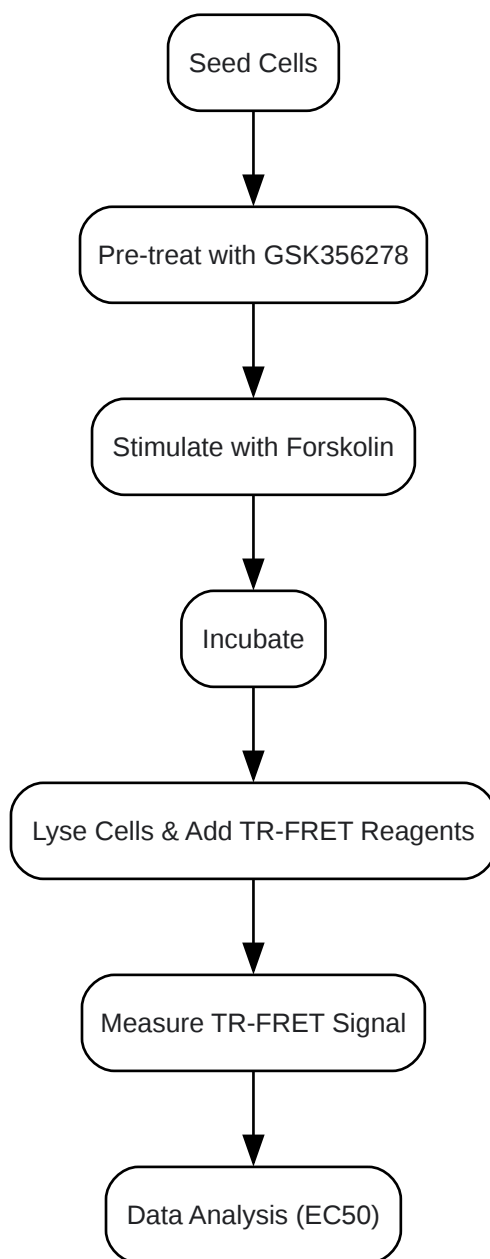 Seed Cells
Pre-treat with GSK356278
Stimulate with Forskolin
Incubate
Lyse Cells & Add TR-FRET Reagents
Measure TR-FRET Signal
Data Analysis (EC50)